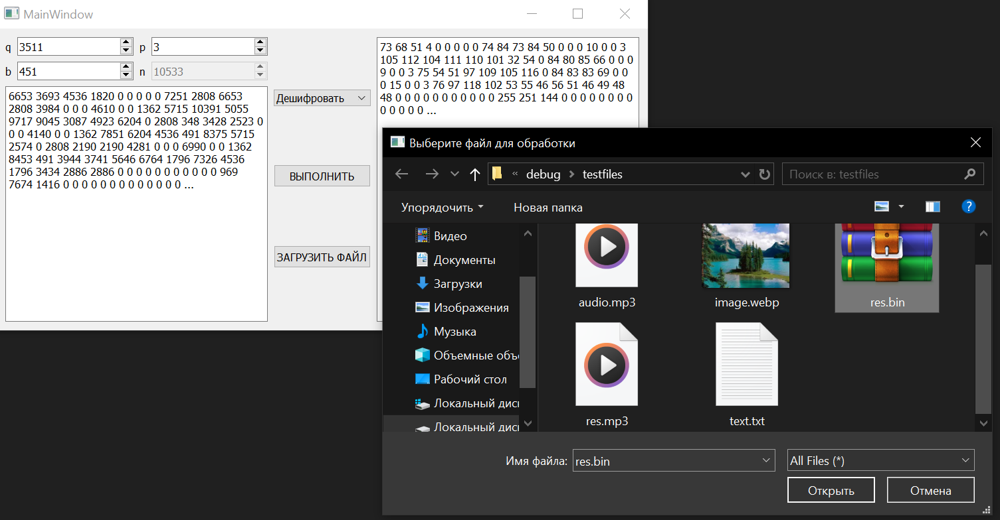 MainWindow
q 3511 p 3
b 451 n 10533
6653 3693 4536 1820 0 0 0 0 0 7251 2808 6653
2808 3984 0 0 0 4610 0 0 1362 5715 10391 5055
9717 9045 3087 4923 6204 0 2808 348 3428 2523 0
0 0 4140 0 0 1362 7851 6204 4536 491 8375 5715
2574 0 2808 2190 2190 4281 0 0 0 6990 0 0 1362
8453 491 3944 3741 5646 6764 1796 7326 4536
1796 3434 2886 2886 0 0 0 0 0 0 0 0 0 0 0 969
7674 1416 0 0 0 0 0 0 0 0 0 0 0 0 0 ...
Дешифровать
ВЫПОЛНИТЬ
ЗАГРУЗИТЬ ФАЙЛ
73 68 51 4 0 0 0 0 0 74 84 73 84 50 0 0 0 10 0 0 3
105 112 104 111 110 101 32 54 0 84 80 85 66 0 0 0
9 0 0 3 75 54 51 97 109 105 116 0 84 83 83 69 0 0
0 15 0 0 3 76 97 118 102 53 55 46 56 51 46 49 48
48 0 0 0 0 0 0 0 0 0 0 0 255 251 144 0 0 0 0 0 0 0 0
0 0 0 0 0 ...
Выберите файл для обработки
« debug › testfiles
Поиск в: testfiles
Упорядочить Новая папка
?
Видео
Документы
Загрузки
Изображения
Музыка
Объемные объе
Рабочий стол
Локальный диск
Локальный диск
audio.mp3 image.webp res.bin
res.mp3 text.txt
Имя файла: res.bin All Files (*)
Открыть Отмена